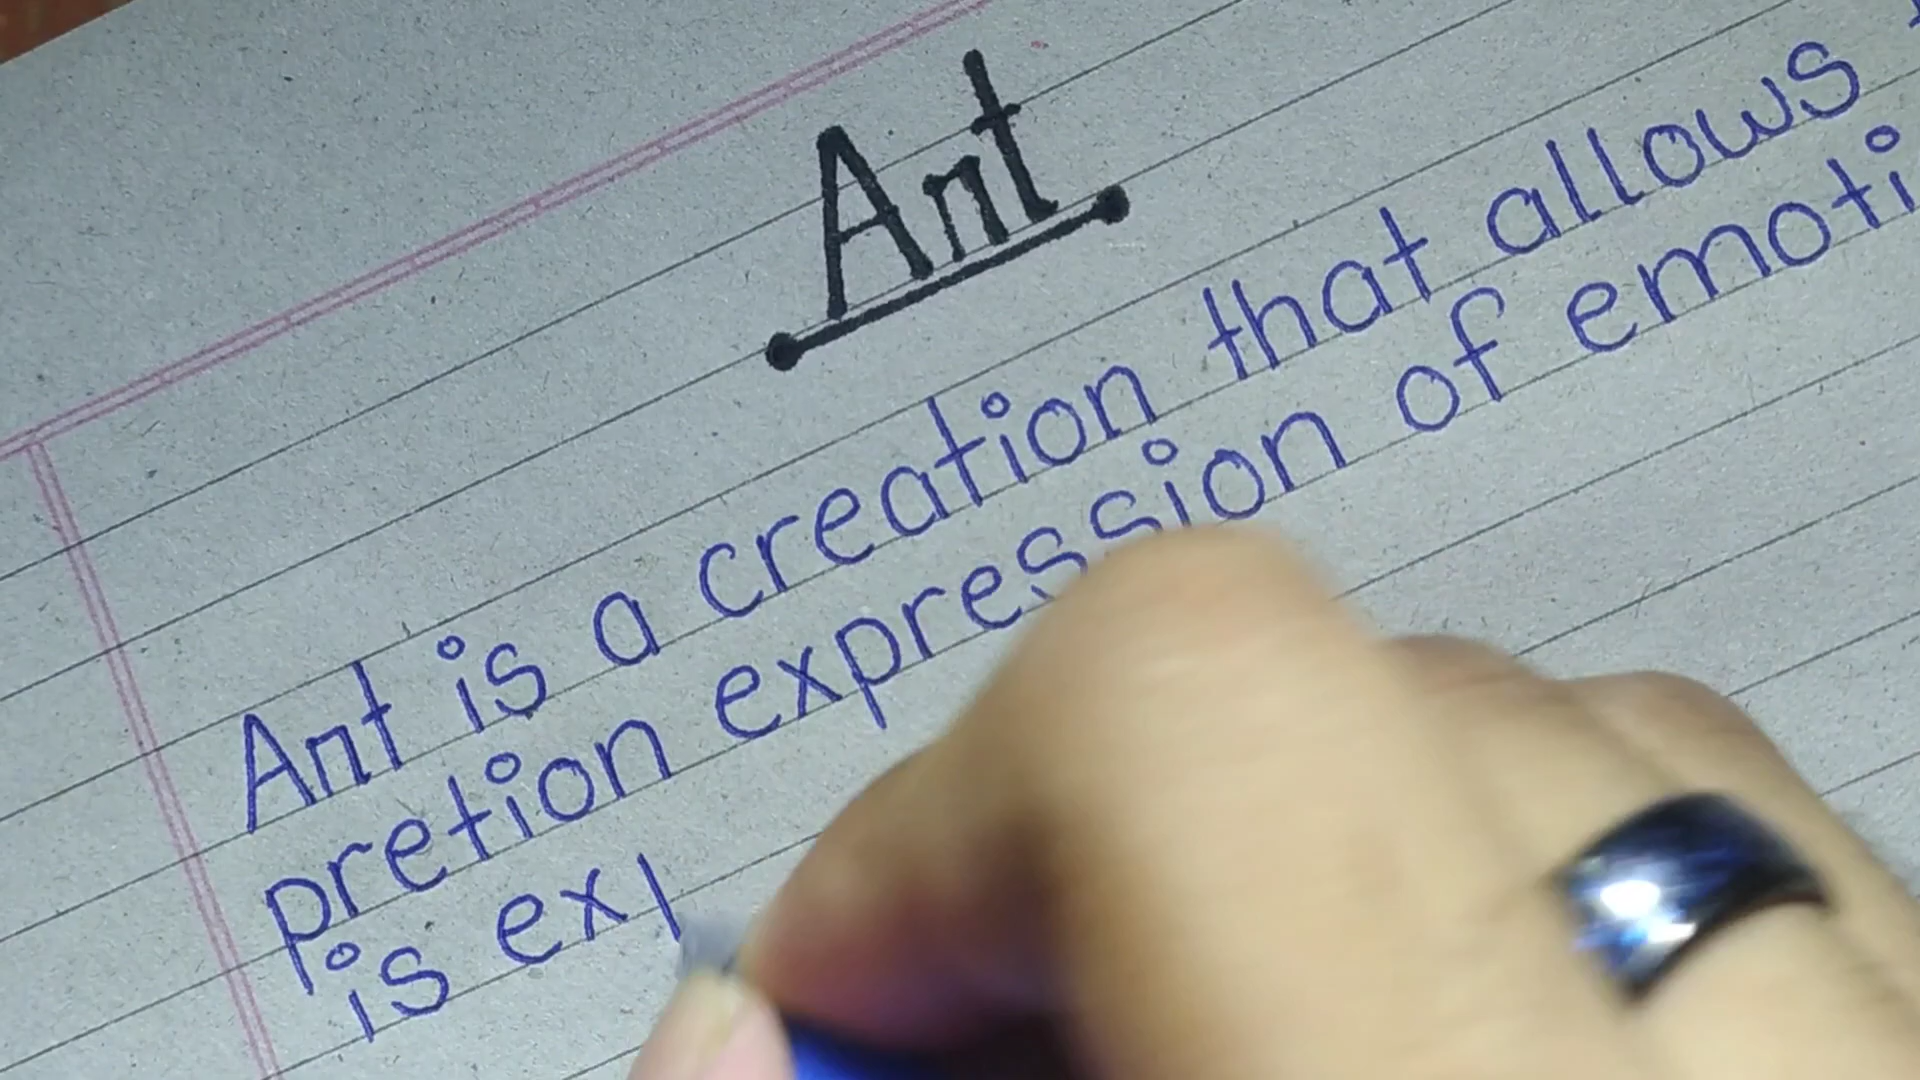 Ant
Ant is a creation that allows
pretion expression of emoti
is ex